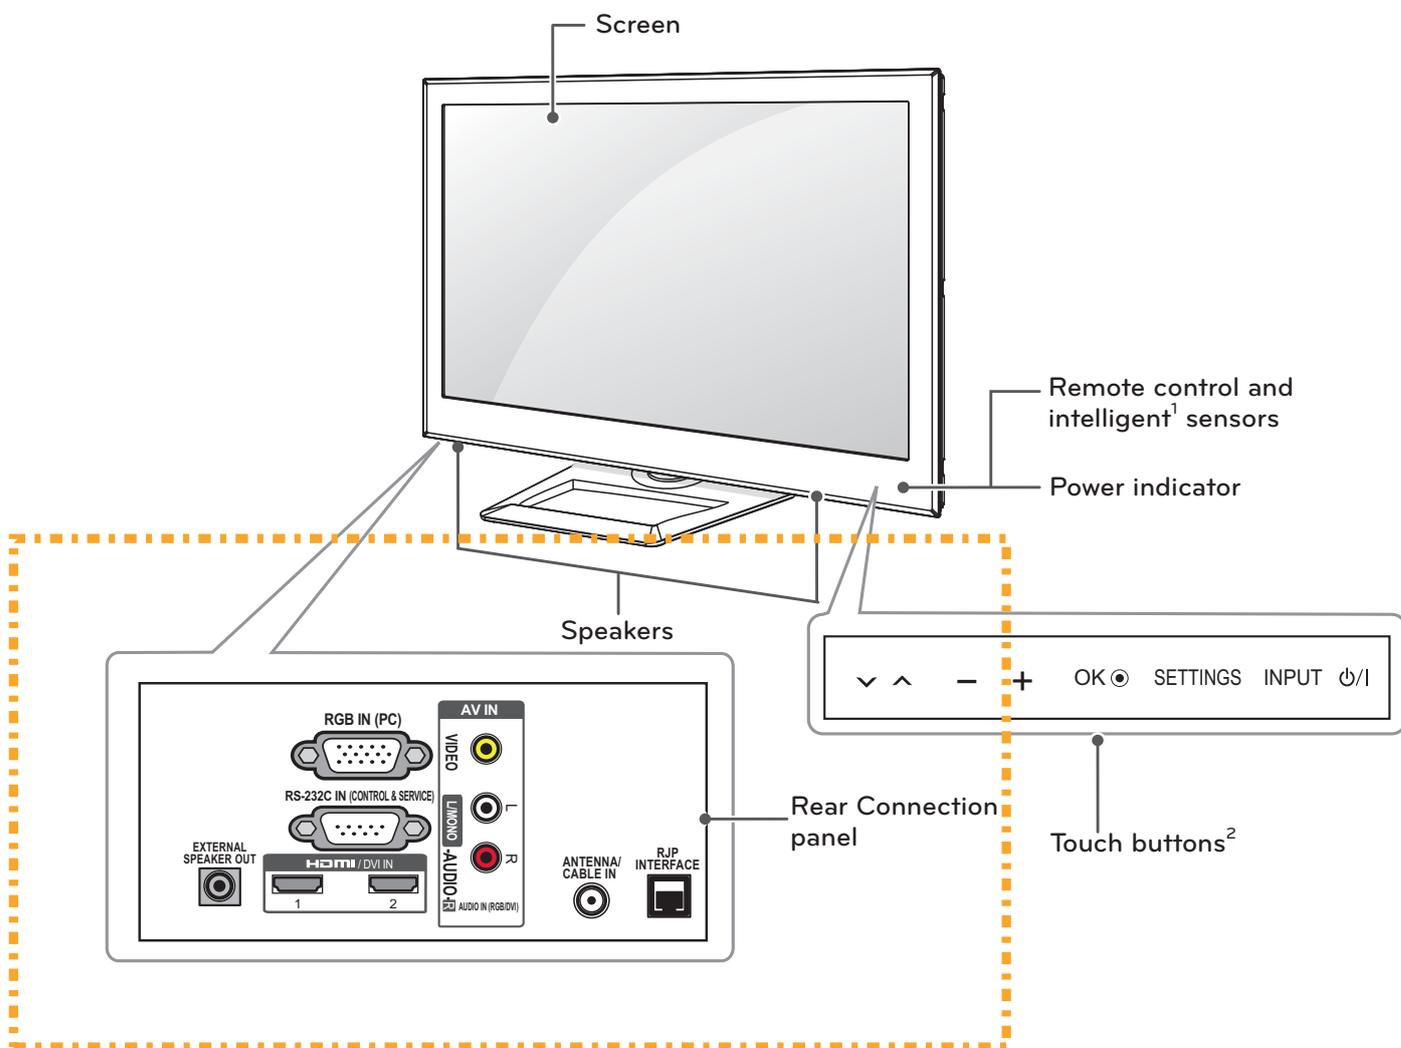 Screen
Remote control and
intelligent¹ sensors
Power indicator
Speakers
OK SETTINGS INPUT ⏻/I
Touch buttons²
Rear Connection
panel
RGB IN (PC)
RS-232C IN (CONTROL & SERVICE)
EXTERNAL
SPEAKER OUT
HDMI / DVI IN
1 2
AV IN
VIDEO
L/MONO
AUDIO
R
L
R
AUDIO IN (RGB/DVI)
ANTENNA/
CABLE IN
RJP
INTERFACE